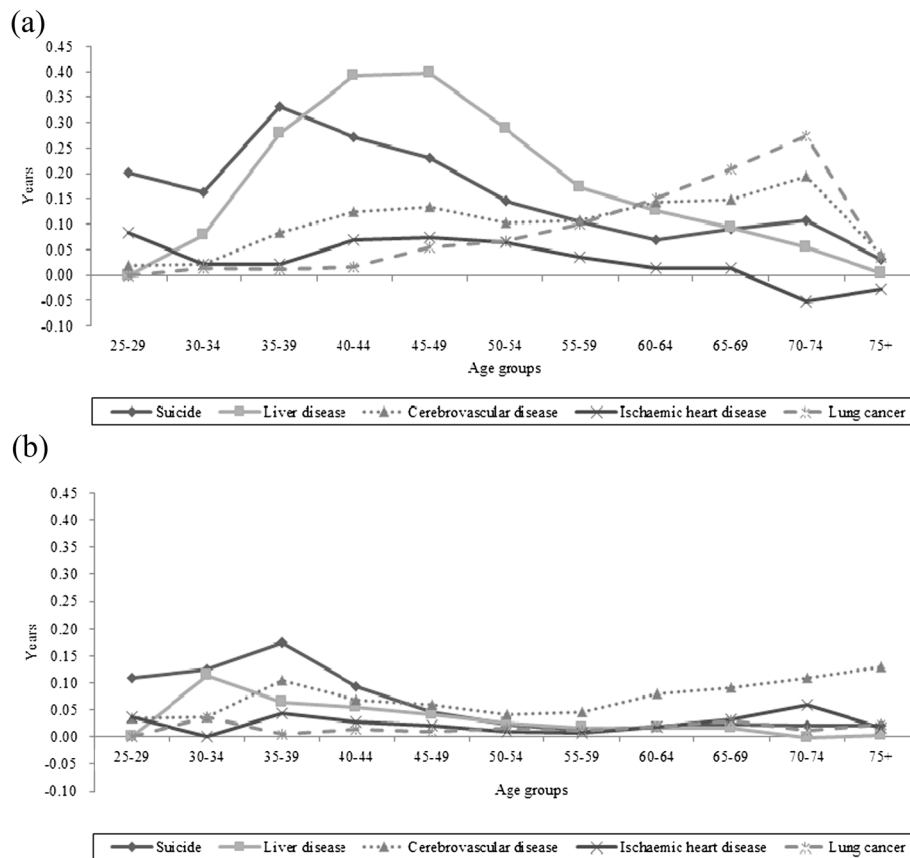 (a)
0.45
0.40
0.35
0.30
0.25
0.20
0.15
0.10
0.05
0.00
-0.05
-0.10
Years
25-29 30-34 35-39 40-44 45-49 50-54 55-59 60-64 65-69 70-74 75+
Age groups
Suicide Liver disease Cerebrovascular disease Ischaemic heart disease Lung cancer
(b)
0.45
0.40
0.35
0.30
0.25
0.20
0.15
0.10
0.05
0.00
-0.05
-0.10
Years
25-29 30-34 35-39 40-44 45-49 50-54 55-59 60-64 65-69 70-74 75+
Age groups
Suicide Liver disease Cerebrovascular disease Ischaemic heart disease Lung cancer